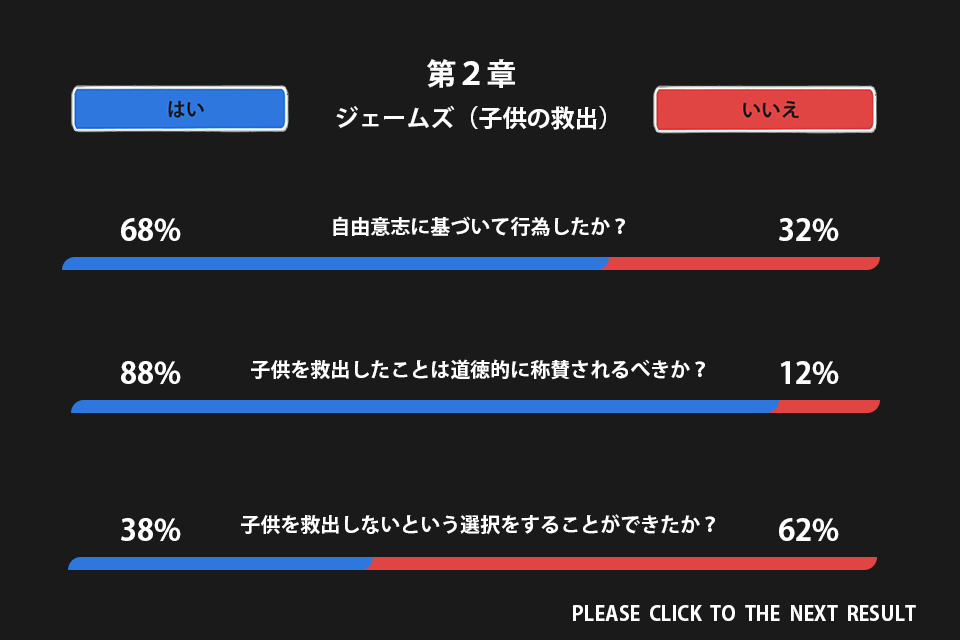 第２章
はい
ジェームズ（子供の救出）
いいえ
68%
自由意志に基づいて行為したか？
32%
88%
子供を救出したことは道徳的に称賛されるべきか？
12%
38%
子供を救出しないという選択をすることができたか？
62%
PLEASE CLICK TO THE NEXT RESULT